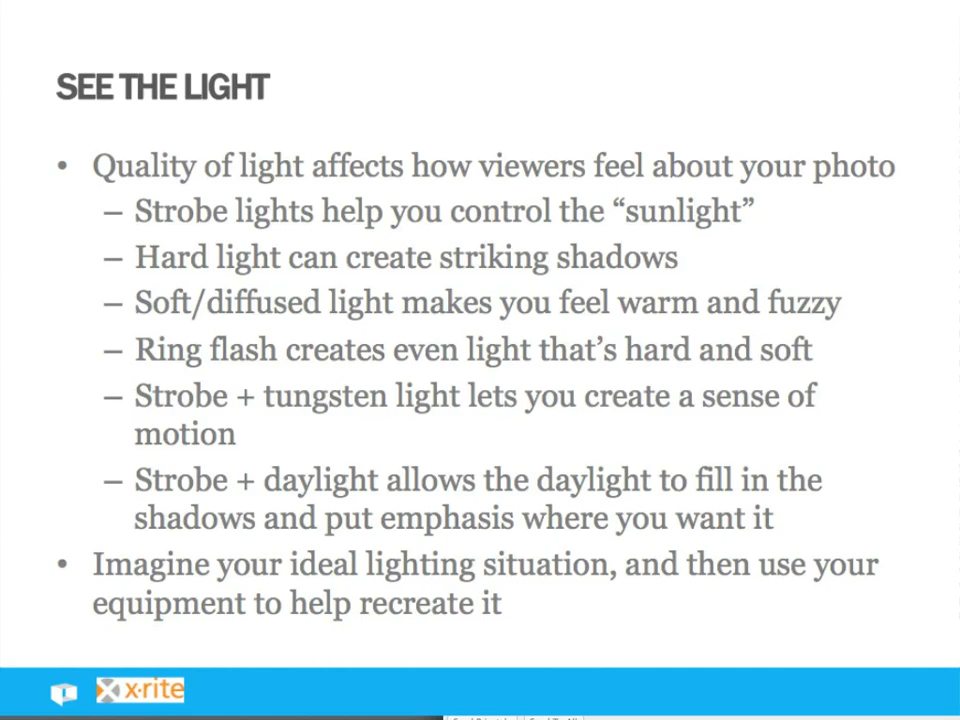 SEE THE LIGHT
• Quality of light affects how viewers feel about your photo
– Strobe lights help you control the “sunlight”
– Hard light can create striking shadows
– Soft/diffused light makes you feel warm and fuzzy
– Ring flash creates even light that’s hard and soft
– Strobe + tungsten light lets you create a sense of
motion
– Strobe + daylight allows the daylight to fill in the
shadows and put emphasis where you want it
• Imagine your ideal lighting situation, and then use your
equipment to help recreate it
x·rite